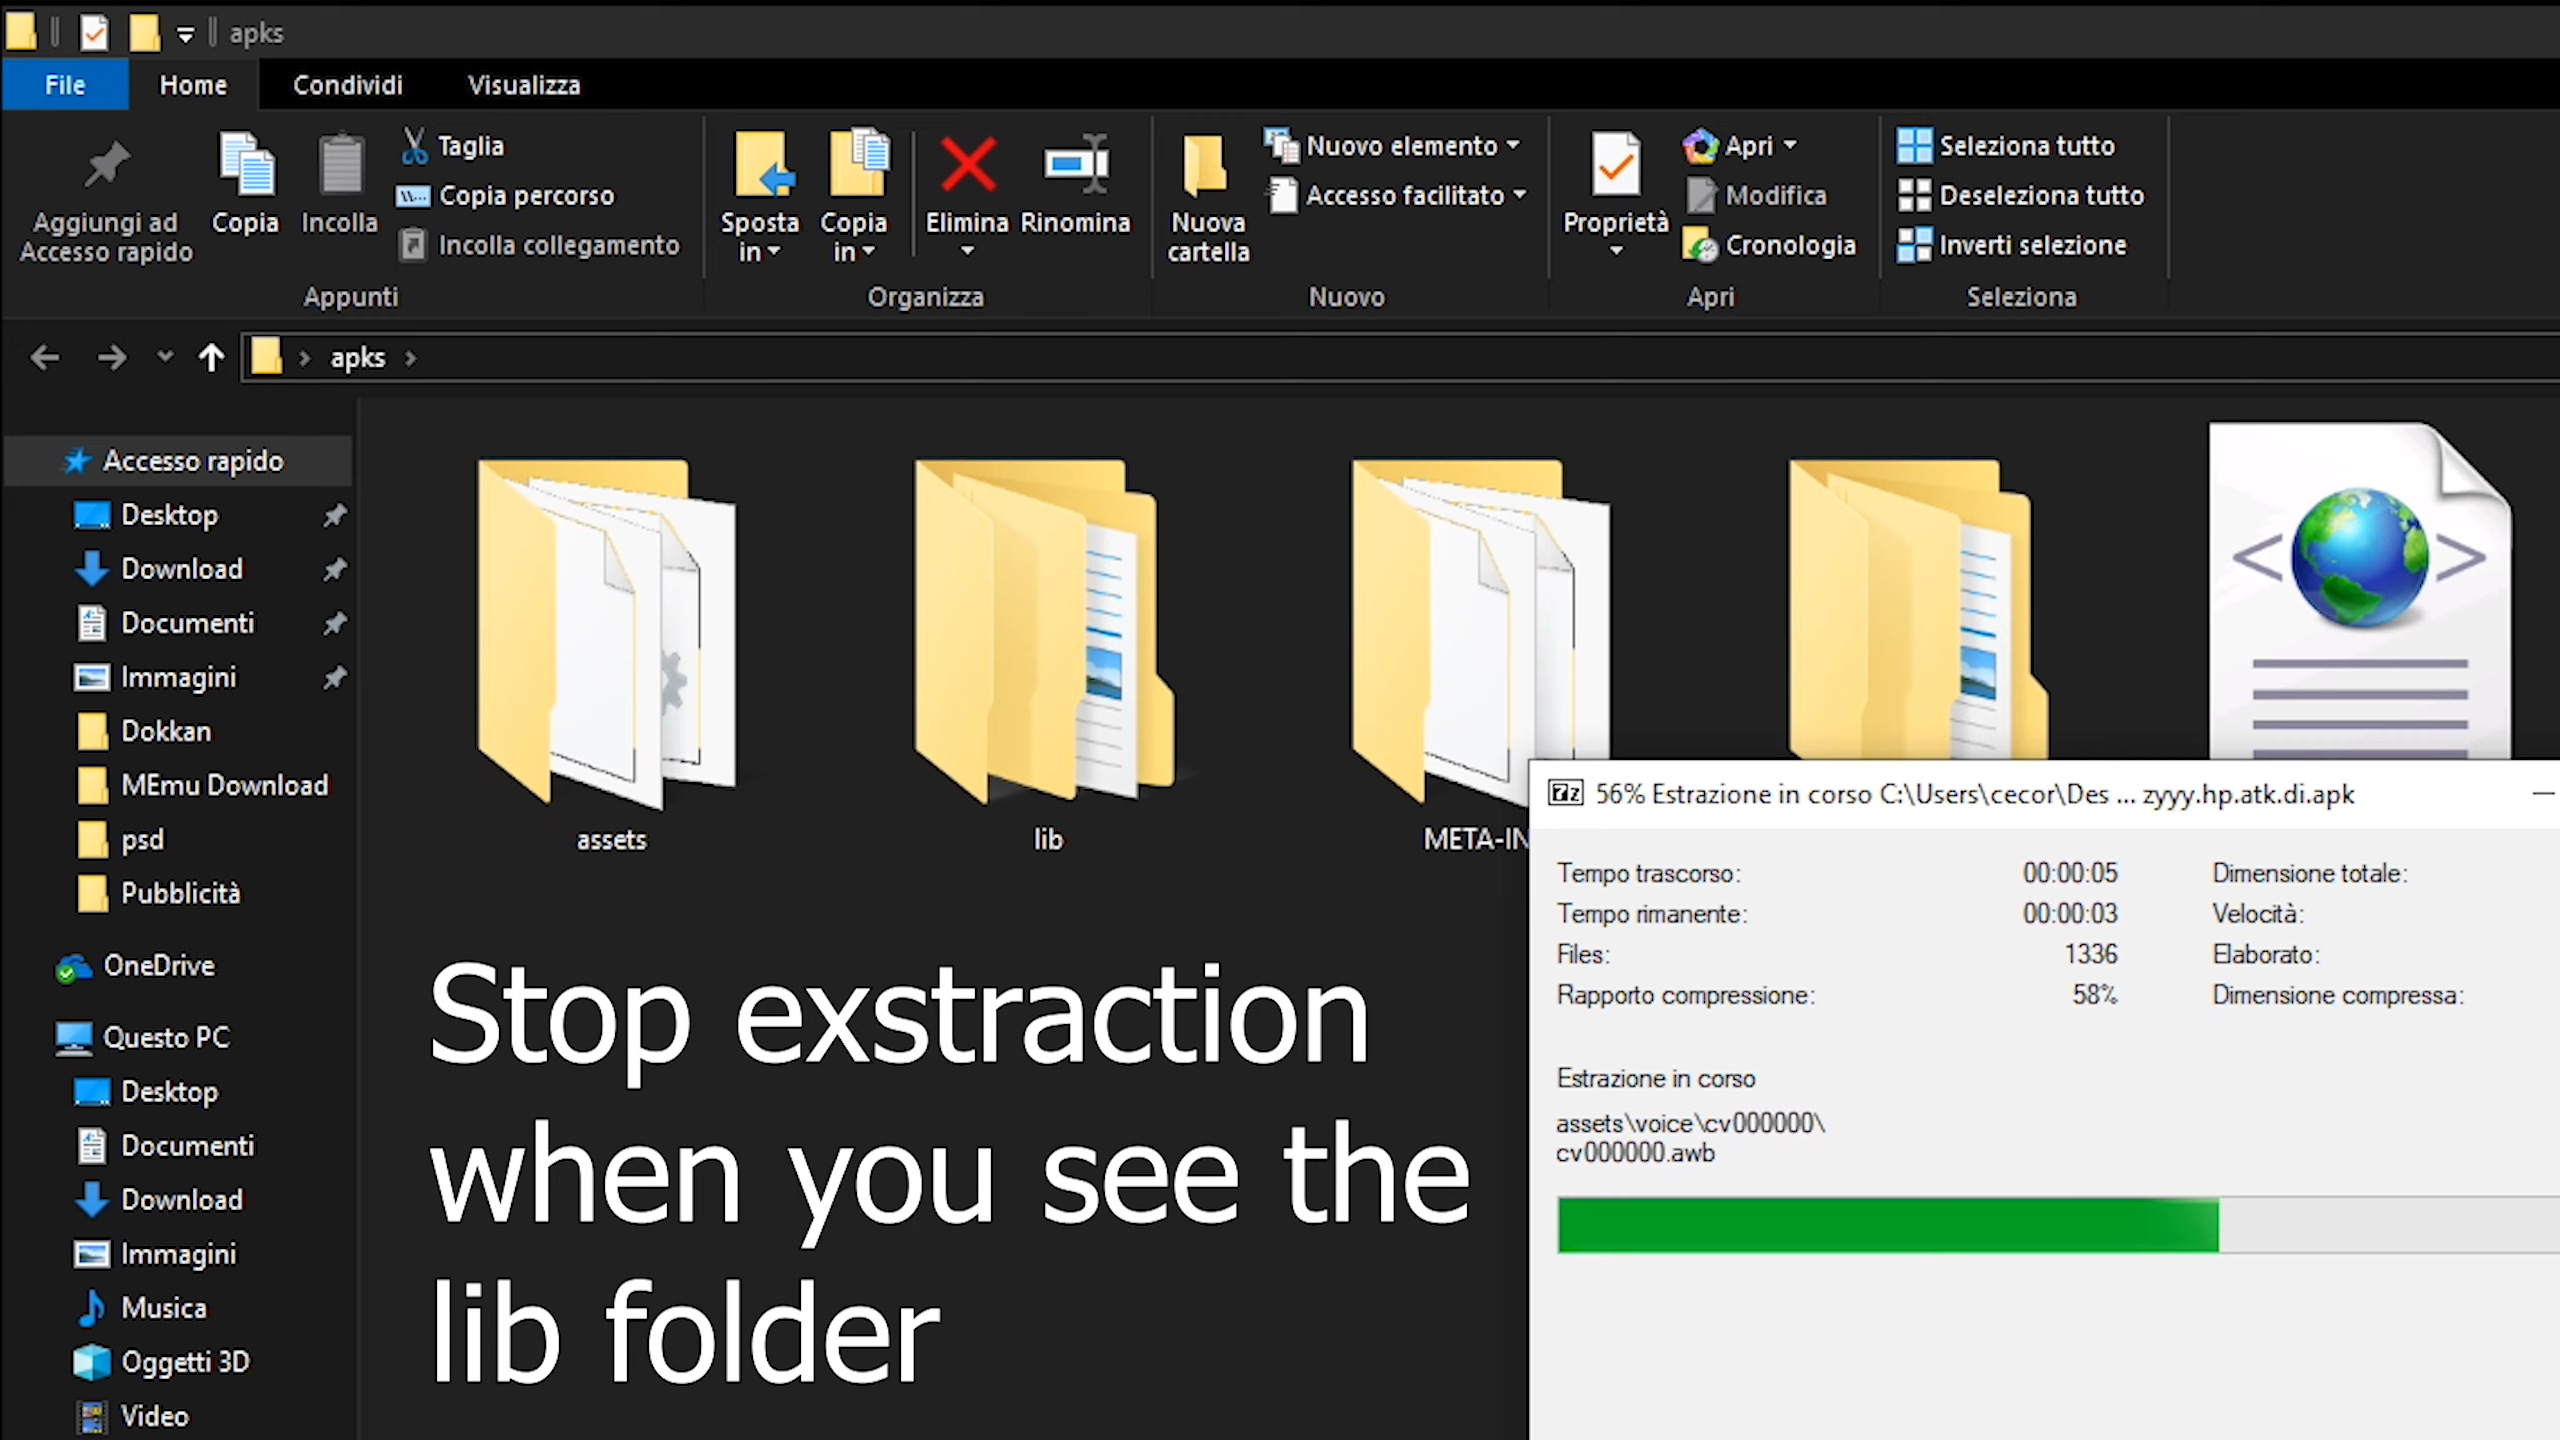 apks
File
Home
Condividi
Visualizza
Aggiungi ad
Accesso rapido
Copia
Incolla
Taglia
Copia percorso
Incolla collegamento
Appunti
Sposta
in
Copia
in
Elimina
Rinomina
Organizza
Nuova
cartella
Nuovo elemento
Accesso facilitato
Nuovo
Proprietà
Apri
Modifica
Cronologia
Apri
Seleziona tutto
Deseleziona tutto
Inverti selezione
Seleziona
apks
Accesso rapido
Desktop
Download
Documenti
Immagini
Dokkan
MEmu Download
psd
Pubblicità
OneDrive
Questo PC
Desktop
Documenti
Download
Immagini
Musica
Oggetti 3D
Video
assets
lib
META-IN
Stop exstraction
when you see the
lib folder
7z 56% Estrazione in corso C:\Users\cecor\Des ... zyyy.hp.atk.di.apk
Tempo trascorso: 00:00:05 Dimensione totale:
Tempo rimanente: 00:00:03 Velocità:
Files: 1336 Elaborato:
Rapporto compressione: 58% Dimensione compressa:
Estrazione in corso
assets\voice\cv000000\
cv000000.awb